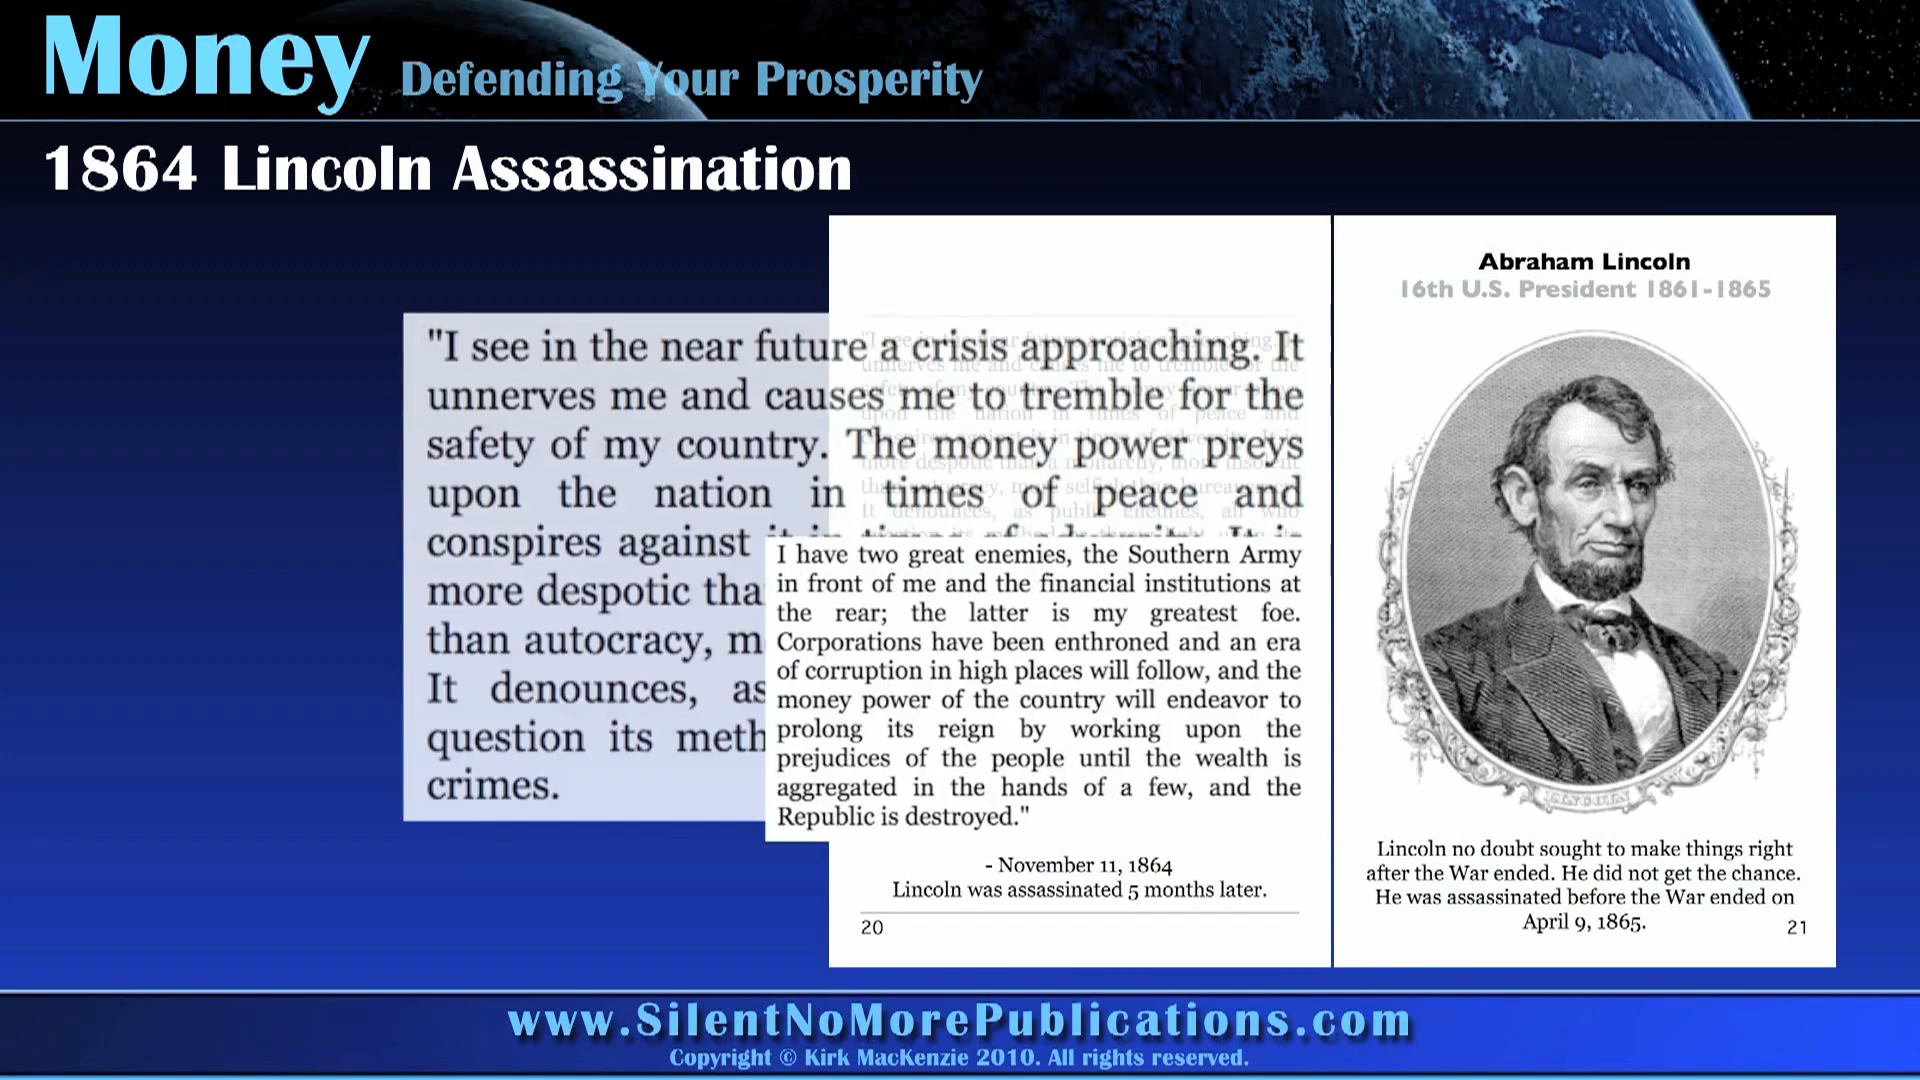 Money Defending Your Prosperity
1864 Lincoln Assassination
"I see in the near future a crisis approaching. It
unnerves me and causes me to tremble for the
safety of my country. The money power preys
upon the nation in times of peace and
conspires against it in
more despotic
than autocracy,
It denounces, as
question its
crimes.
I have two great enemies, the Southern Army
in front of me and the financial institutions at
the rear; the latter is my greatest foe.
Corporations have been enthroned and an era
of corruption in high places will follow, and the
money power of the country will endeavor to
prolong its reign by working upon the
prejudices of the people until the wealth is
aggregated in the hands of a few, and the
Republic is destroyed."
- November 11, 1864
Lincoln was assassinated 5 months later.
20
Abraham Lincoln
16th U.S. President 1861-1865
Lincoln no doubt sought to make things right
after the War ended. He did not get the chance.
He was assassinated before the War ended on
April 9, 1865.
21
www.SilentNoMorePublications.com
Copyright © Kirk MacKenzie 2010. All rights reserved.